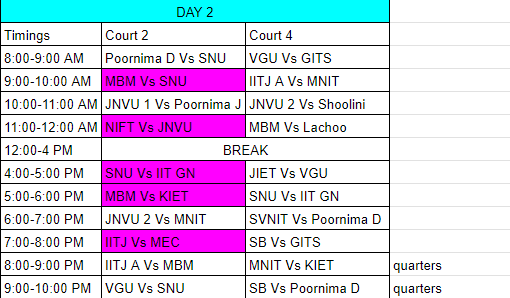 DAY 2
Timings Court 2 Court 4
8:00-9:00 AM Poornima D Vs SNU VGU Vs GITS
9:00-10:00 AM MBM Vs SNU IITJ A Vs MNIT
10:00-11:00 AM JNVU 1 Vs Poornima J JNVU 2 Vs Shoolini
11:00-12:00 AM NIFT Vs JNVU MBM Vs Lachoo
12:00-4 PM BREAK
4:00-5:00 PM SNU Vs IIT GN JIET Vs VGU
5:00-6:00 PM MBM Vs KIET SNU Vs IIT GN
6:00-7:00 PM JNVU 2 Vs MNIT SVNIT Vs Poornima D
7:00-8:00 PM IITJ Vs MEC SB Vs GITS
8:00-9:00 PM IITJ A Vs MBM MNIT Vs KIET quarters
9:00-10:00 PM VGU Vs SNU SB Vs Poornima D quarters